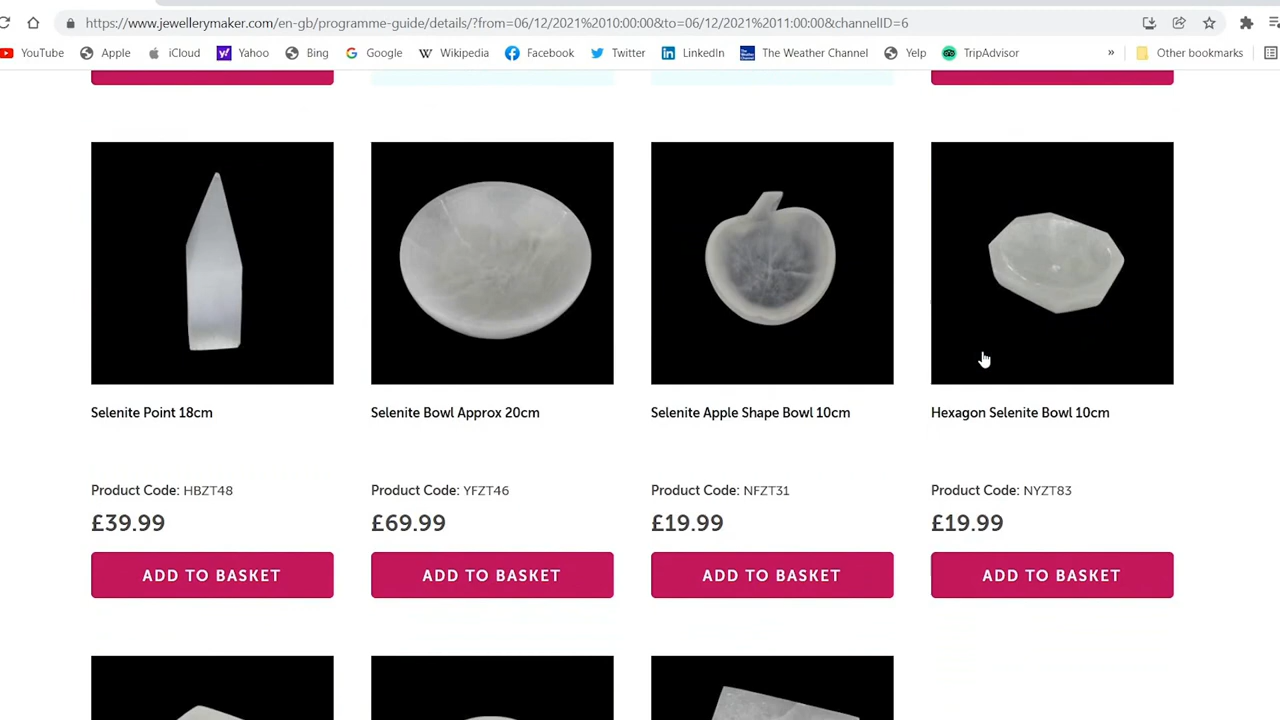 https://www.jewellerymaker.com/en-gb/programme-guide/details/?from=06/12/2021%2010:00:00&to=06/12/2021%2011:00:00&channelID=6
YouTube Apple iCloud Yahoo Bing Google Wikipedia Facebook Twitter LinkedIn The Weather Channel Yelp TripAdvisor » Other bookmarks
Selenite Point 18cm
Selenite Bowl Approx 20cm
Selenite Apple Shape Bowl 10cm
Hexagon Selenite Bowl 10cm
Product Code: HBZT48
Product Code: YFZT46
Product Code: NFZT31
Product Code: NYZT83
£39.99
£69.99
£19.99
£19.99
ADD TO BASKET
ADD TO BASKET
ADD TO BASKET
ADD TO BASKET